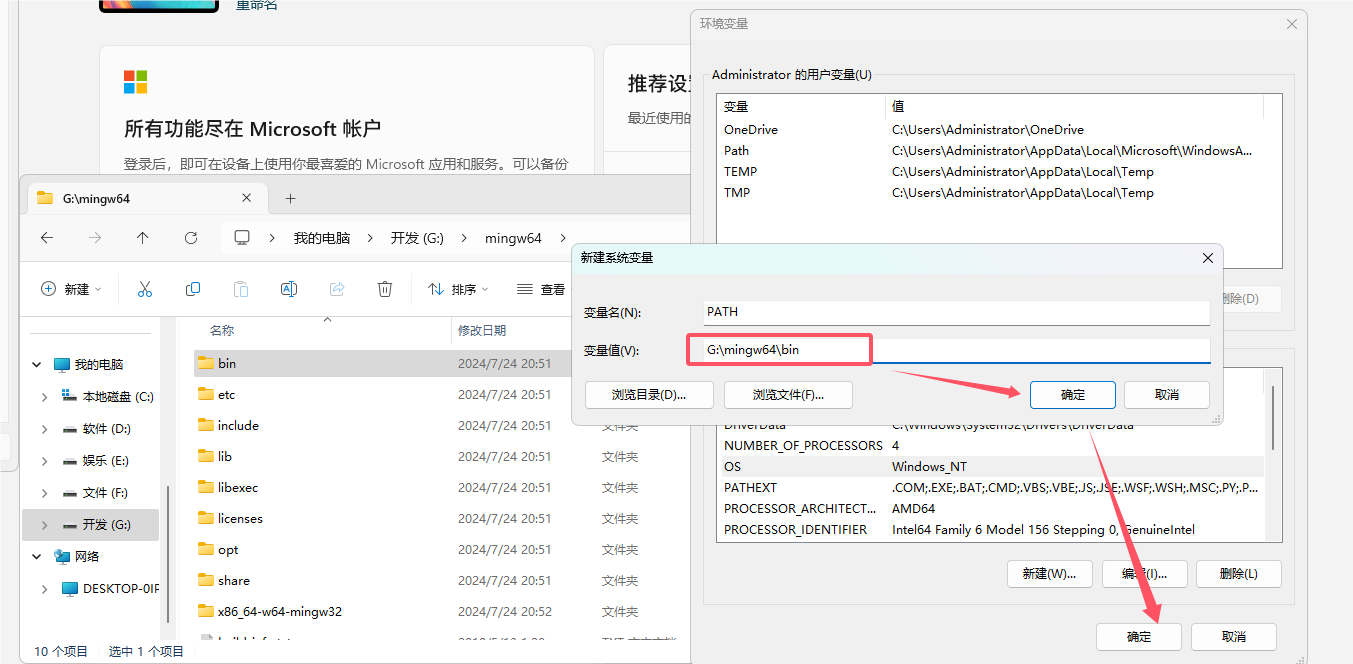 重命名
所有功能尽在 Microsoft 帐户
登录后，即可在设备上使用你最喜爱的 Microsoft 应用和服务。可以备份
推荐设
最近使用的
G:\mingw64
我的电脑 > 开发 (G:) > mingw64 >
新建
排序
查看
名称 修改日期
我的电脑
本地磁盘 (C:)
软件 (D:)
娱乐 (E:)
文件 (F:)
开发 (G:)
网络
DESKTOP-0IF
bin 2024/7/24 20:51
etc 2024/7/24 20:51
include 2024/7/24 20:51 文件夹
lib 2024/7/24 20:51 文件夹
libexec 2024/7/24 20:51 文件夹
licenses 2024/7/24 20:51 文件夹
opt 2024/7/24 20:51 文件夹
share 2024/7/24 20:51 文件夹
x86_64-w64-mingw32 2024/7/24 20:52 文件夹
10 个项目 选中 1 个项目
环境变量
Administrator 的用户变量(U)
变量 值
OneDrive C:\Users\Administrator\OneDrive
Path C:\Users\Administrator\AppData\Local\Microsoft\WindowsA...
TEMP C:\Users\Administrator\AppData\Local\Temp
TMP C:\Users\Administrator\AppData\Local\Temp
删除(D)
新建系统变量
变量名(N): PATH
变量值(V): G:\mingw64\bin
浏览目录(D)... 浏览文件(F)... 确定 取消
DriverData C:\Windows\System32\Drivers\DriverData
NUMBER_OF_PROCESSORS 4
OS Windows_NT
PATHEXT .COM;.EXE;.BAT;.CMD;.VBS;.VBE;.JS;.JSE;.WSF;.WSH;.MSC;.PY;.P...
PROCESSOR_ARCHITECT... AMD64
PROCESSOR_IDENTIFIER Intel64 Family 6 Model 156 Stepping 0, GenuineIntel
新建(W)... 编辑(I)... 删除(L)
确定 取消